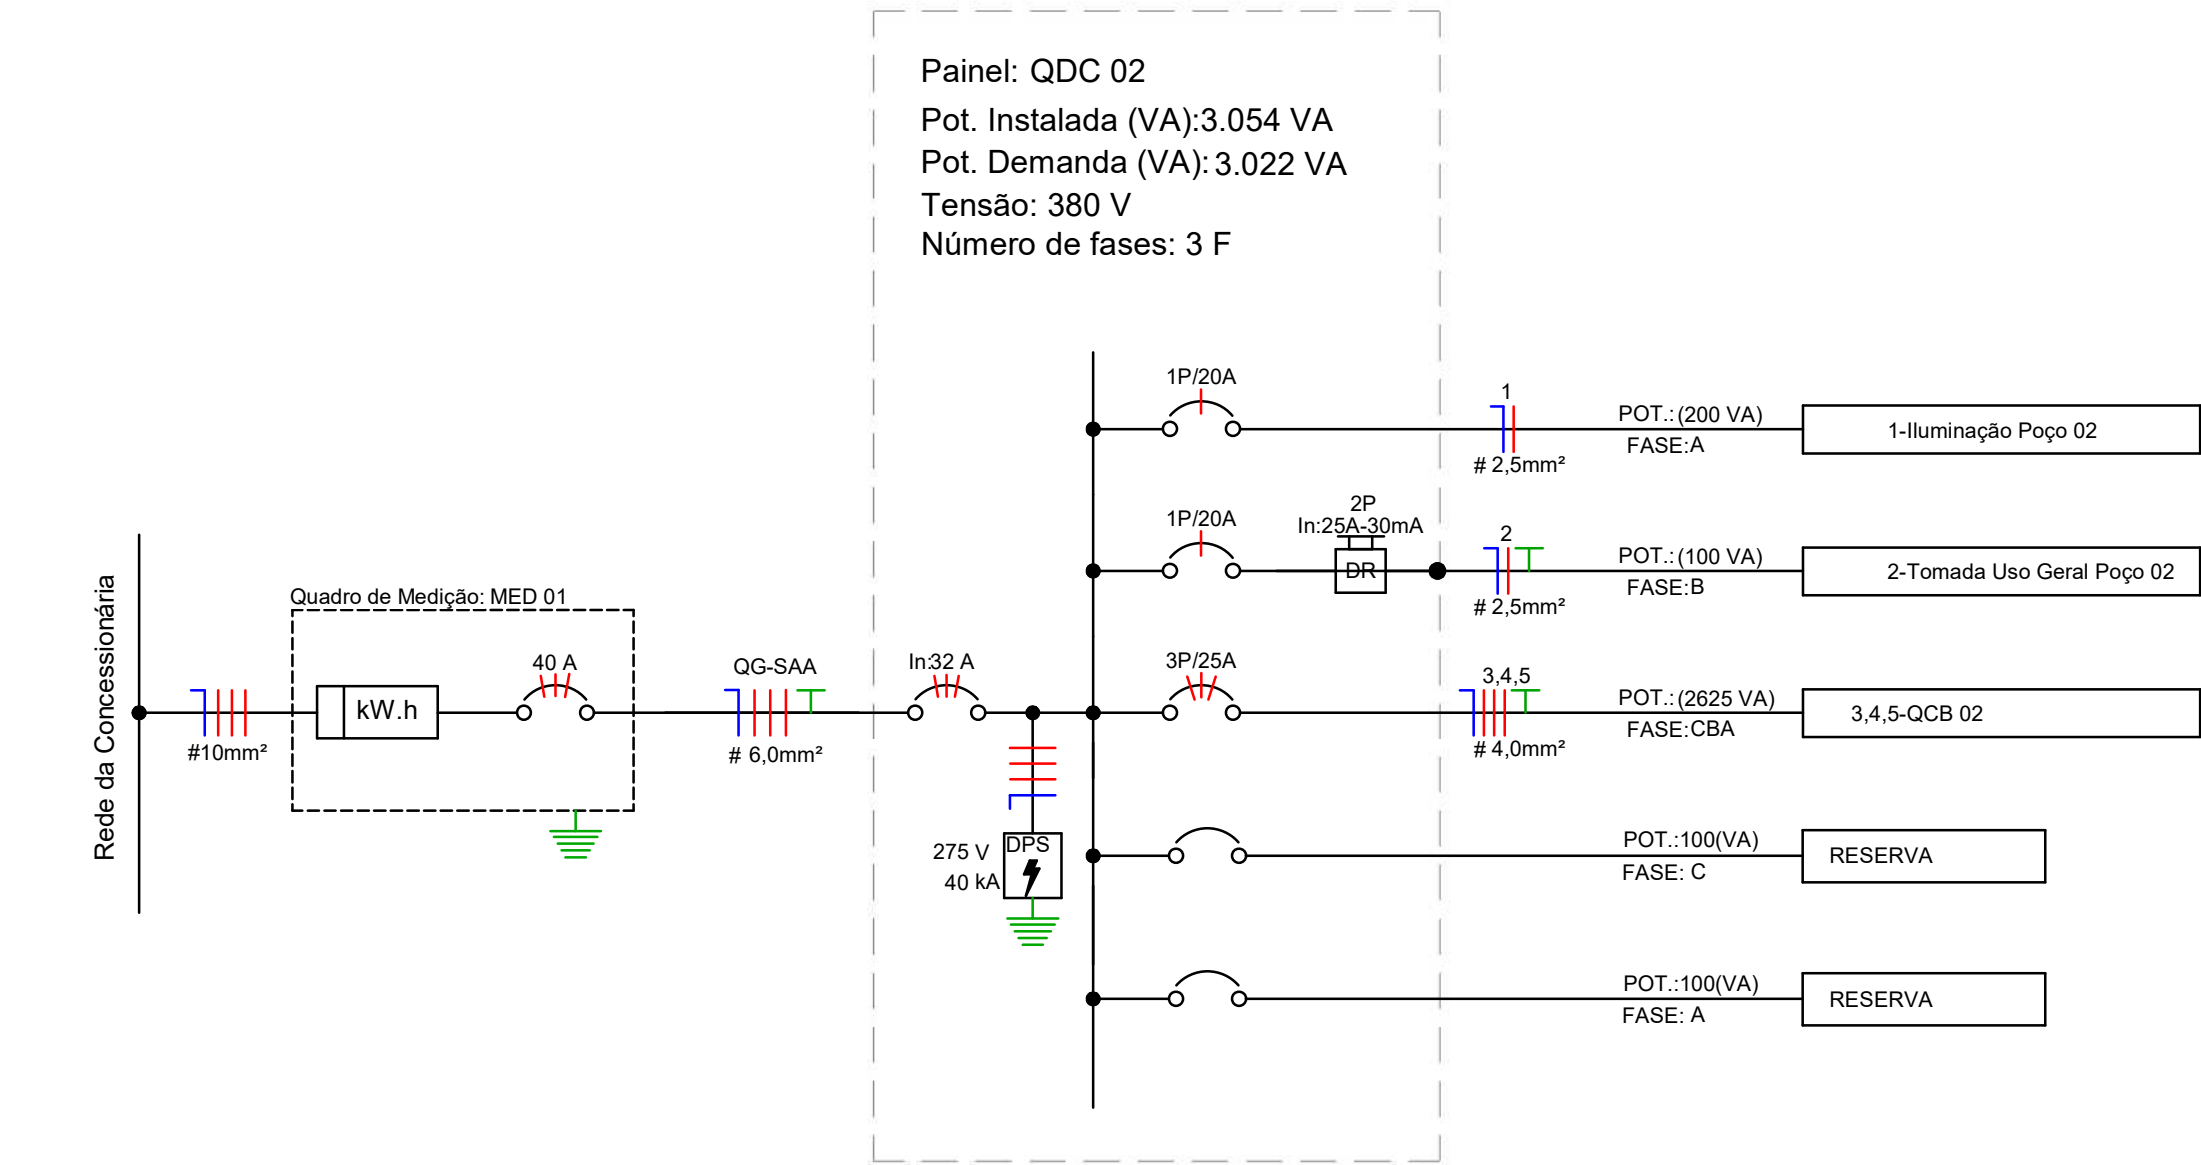 Painel: QDC 02
Pot. Instalada (VA):3.054 VA
Pot. Demanda (VA): 3.022 VA
Tensão: 380 V
Número de fases: 3 F
Rede da Concessionária
#10mm²
Quadro de Medição: MED 01
kW.h
40 A
QG-SAA
# 6,0mm²
In:32 A
275 V
40 kA
DPS
1P/20A
1
# 2,5mm²
POT.: (200 VA)
FASE:A
1-Iluminação Poço 02
1P/20A
2P
In:25A-30mA
DR
2
# 2,5mm²
POT.: (100 VA)
FASE:B
2-Tomada Uso Geral Poço 02
3P/25A
3,4,5
# 4,0mm²
POT.: (2625 VA)
FASE:CBA
3,4,5-QCB 02
POT.:100(VA)
FASE: C
RESERVA
POT.:100(VA)
FASE: A
RESERVA